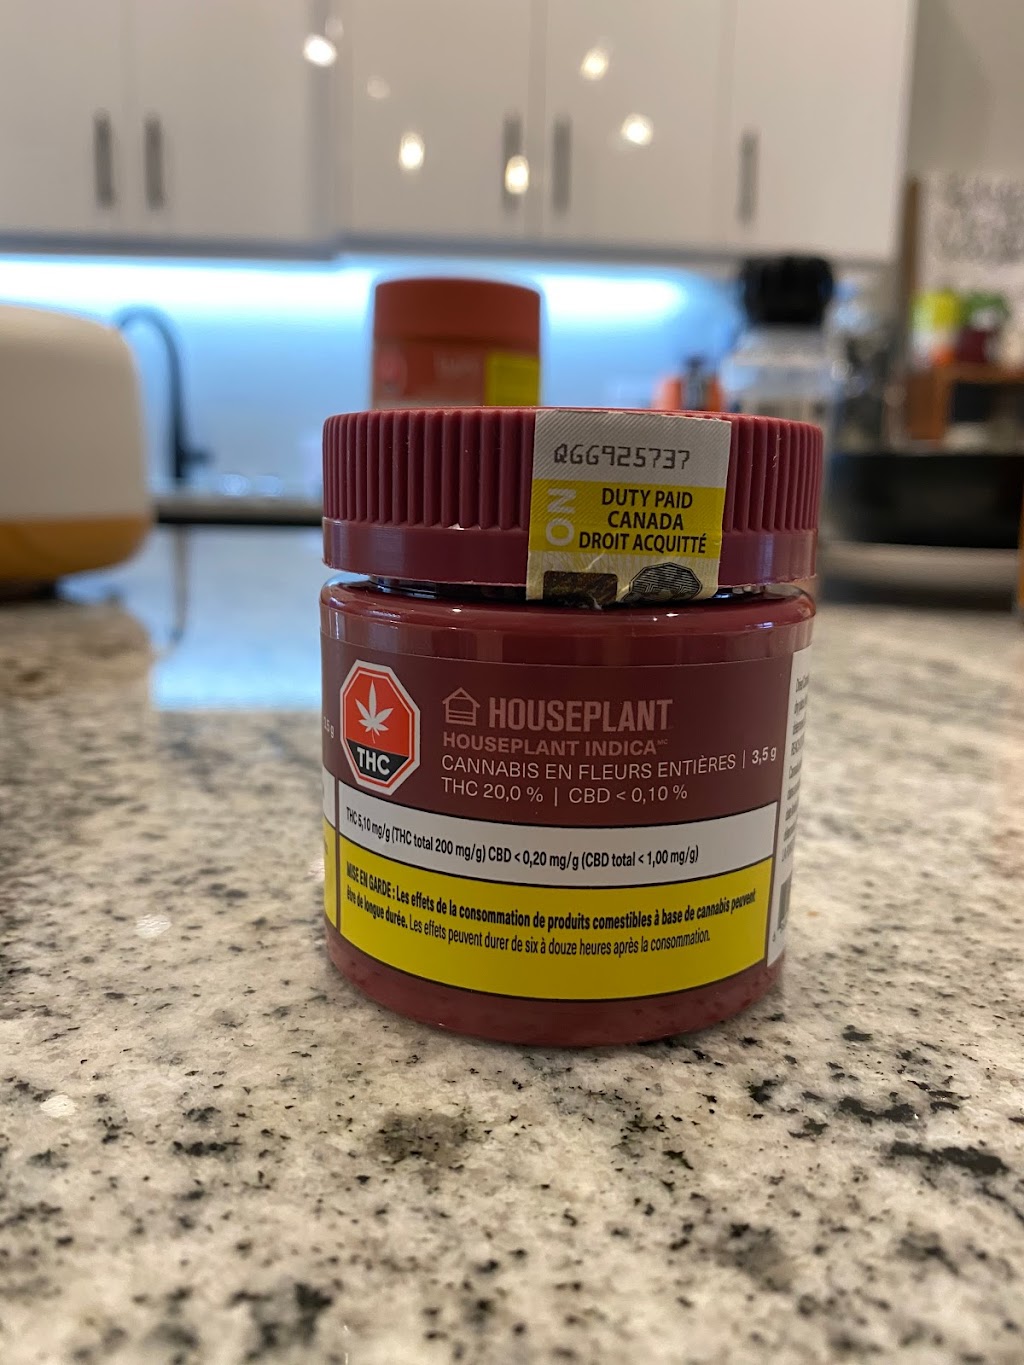 QGG925737
ON
DUTY PAID
CANADA
DROIT ACQUITTÉ
THC
HOUSEPLANT
HOUSEPLANT INDICA MC
CANNABIS EN FLEURS ENTIÈRES | 3,5 g
THC 20,0 % | CBD < 0,10 %
THC 5,10 mg/g (THC total 200 mg/g) CBD < 0,20 mg/g (CBD total < 1,00 mg/g)
MISE EN GARDE : Les effets de la consommation de produits comestibles à base de cannabis peuvent
être de longue durée. Les effets peuvent durer de six à douze heures après la consommation.